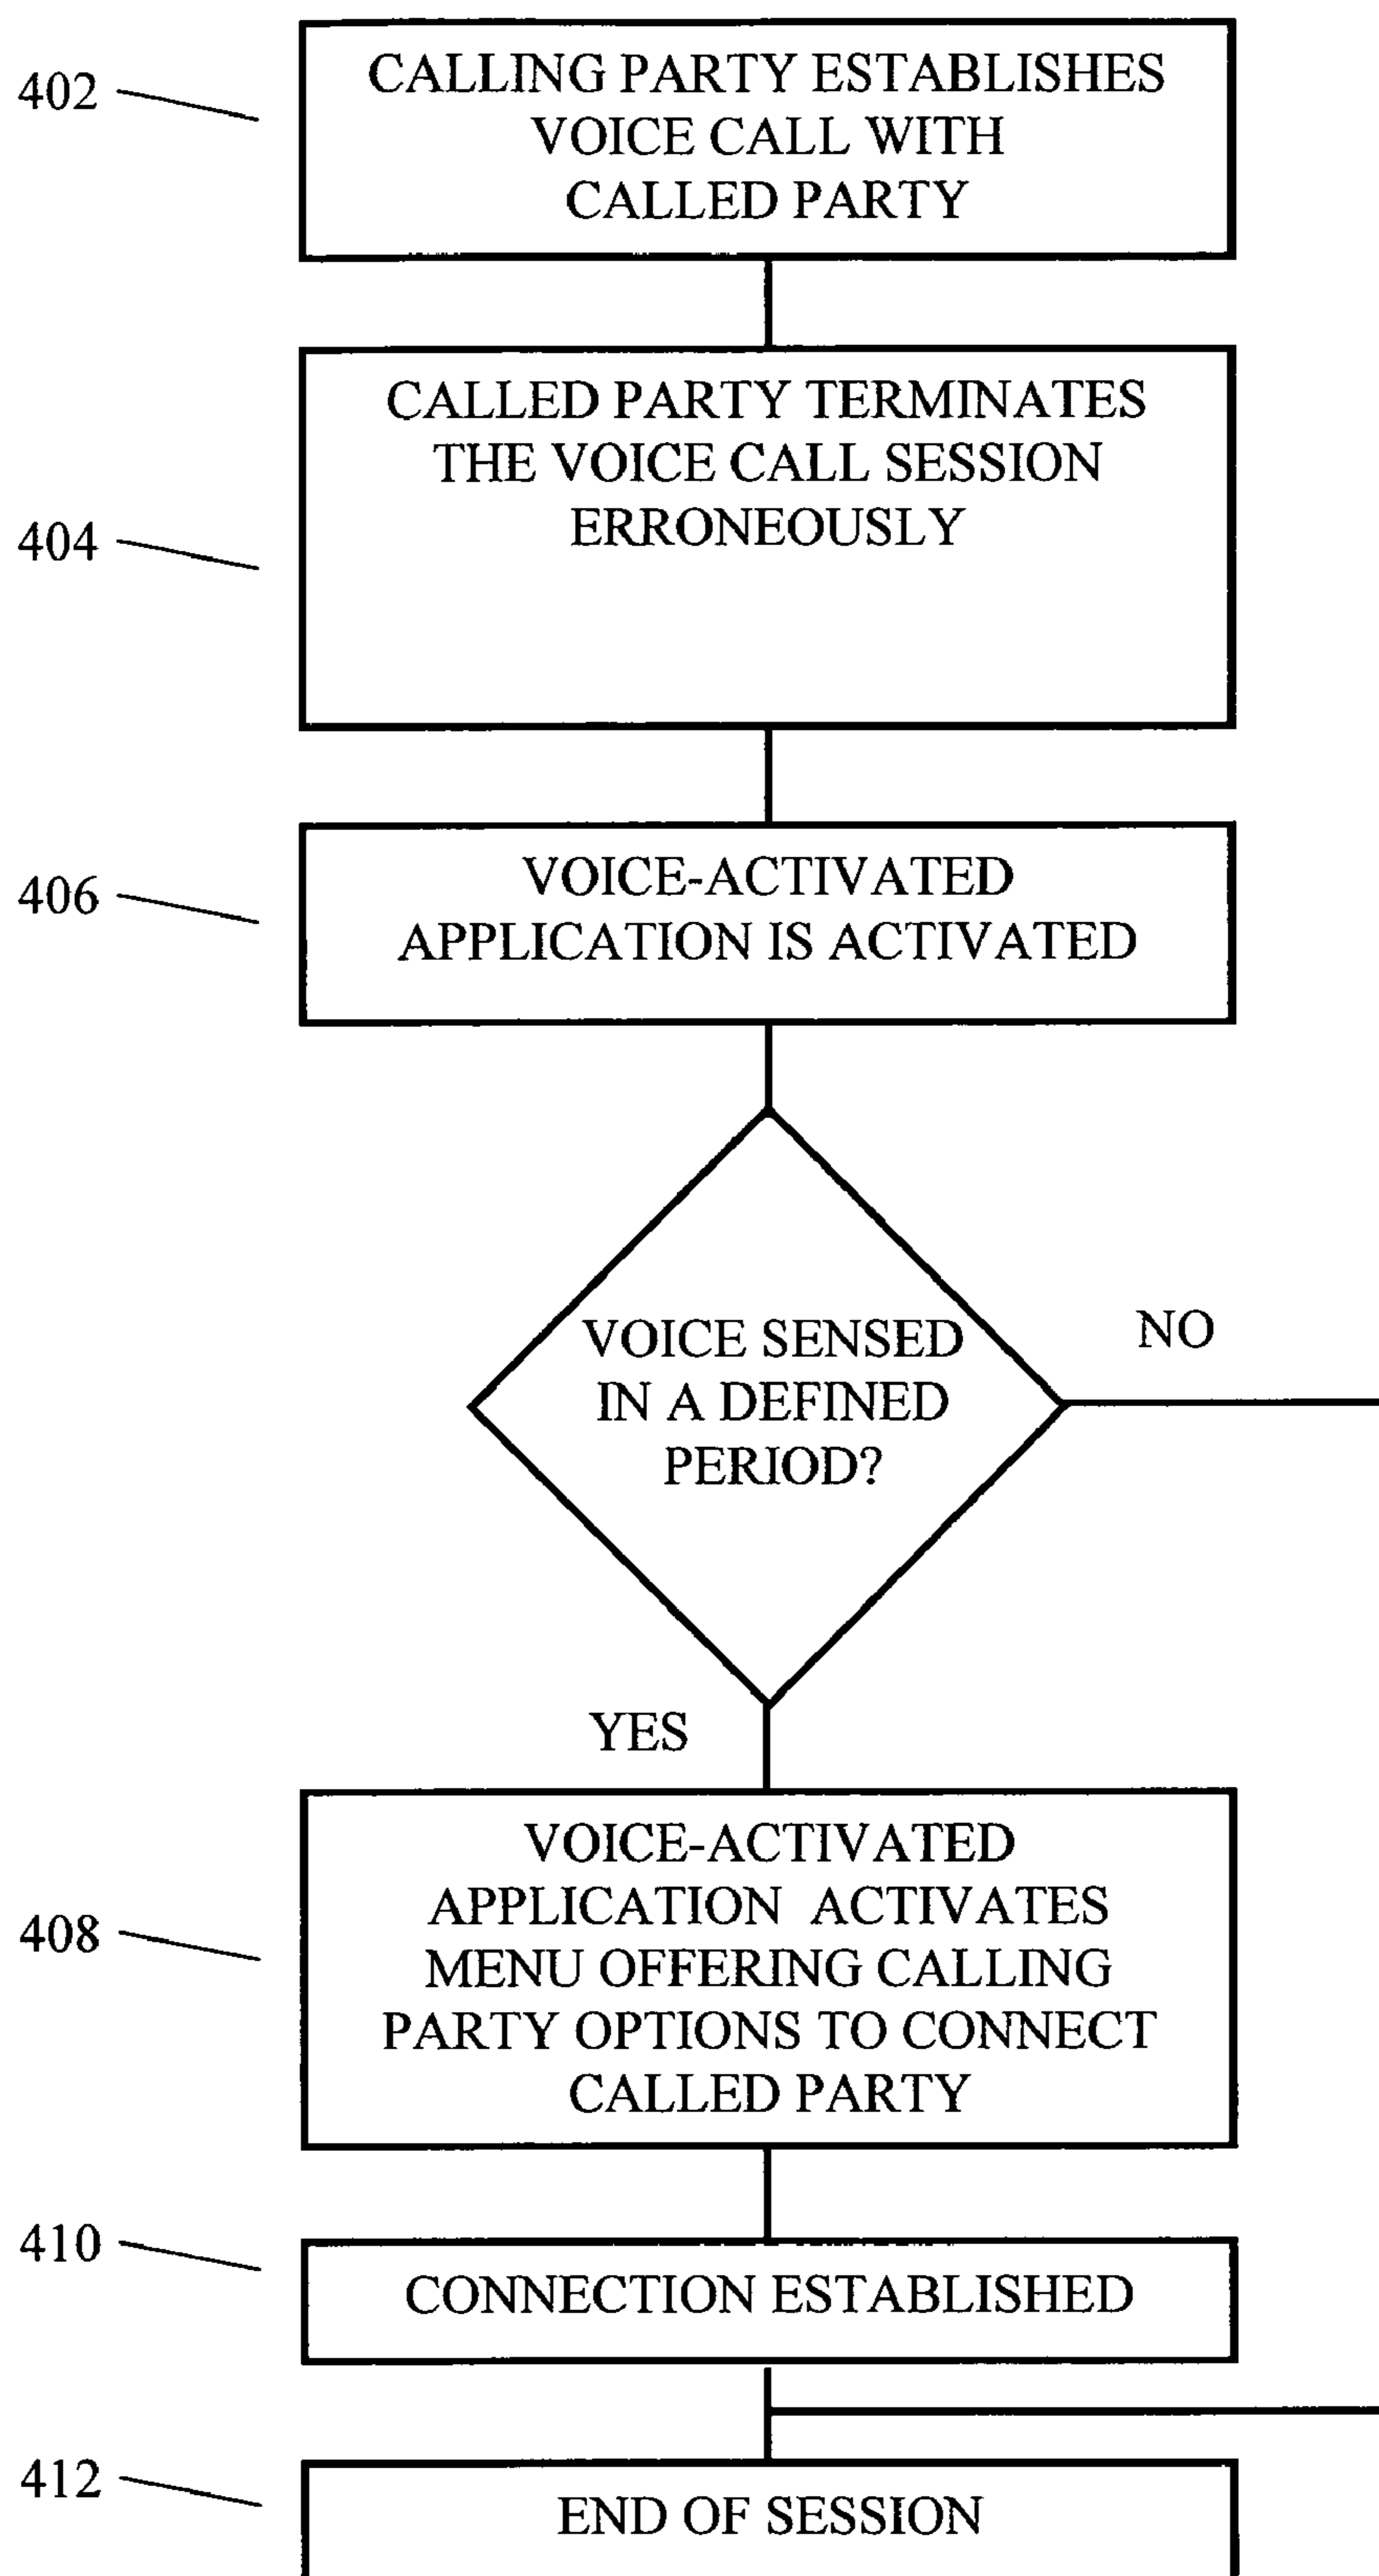 402
CALLING PARTY ESTABLISHES
VOICE CALL WITH
CALLED PARTY
404
CALLED PARTY TERMINATES
THE VOICE CALL SESSION
ERRONEOUSLY
406
VOICE-ACTIVATED
APPLICATION IS ACTIVATED
VOICE SENSED
IN A DEFINED
PERIOD?
NO
YES
408
VOICE-ACTIVATED
APPLICATION ACTIVATES
MENU OFFERING CALLING
PARTY OPTIONS TO CONNECT
CALLED PARTY
410
CONNECTION ESTABLISHED
412
END OF SESSION